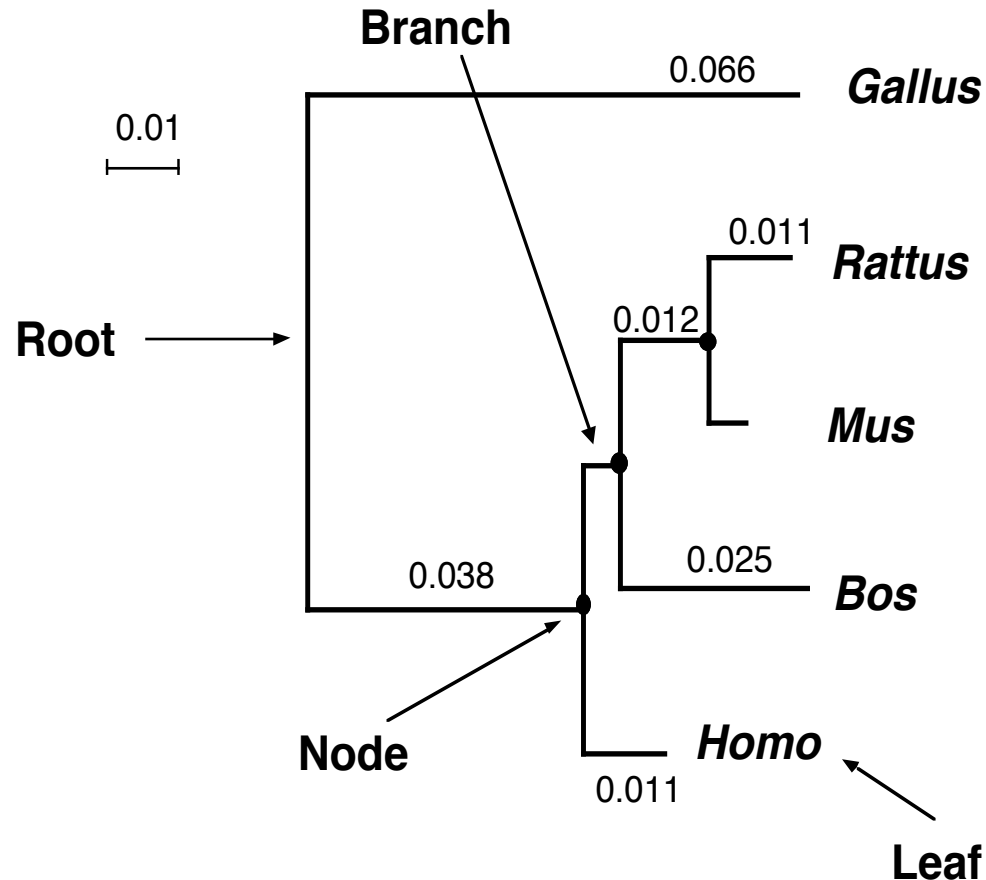 Branch
0.066
Gallus
0.01
0.011
Rattus
0.012
Root
Mus
0.025
Bos
0.038
Node
Homo
0.011
Leaf